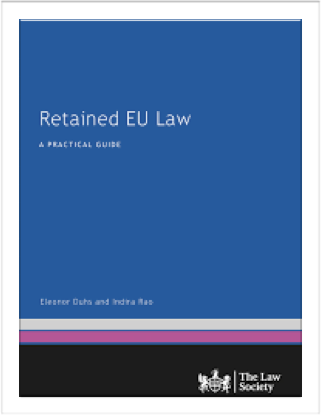 Retained EU Law
A PRACTICAL GUIDE
Eleonor Duhs and Indira Rao
The Law
Society